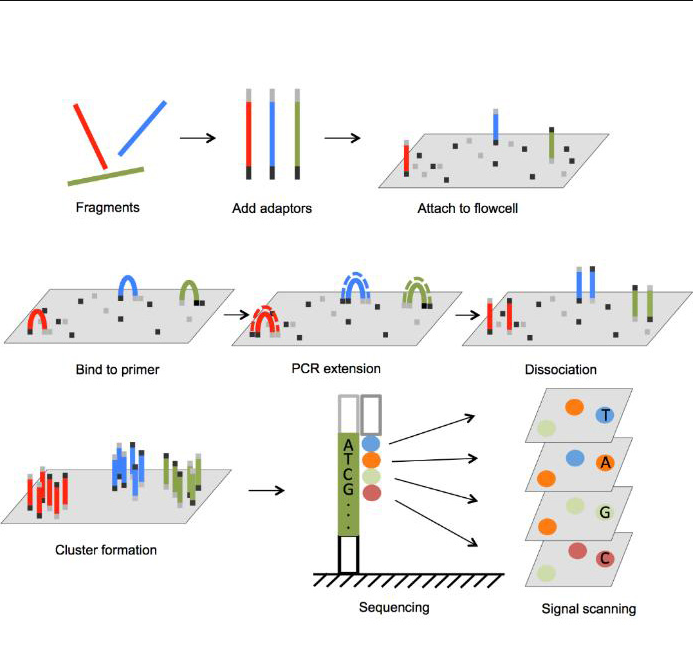 Fragments
Add adaptors
Attach to flowcell
Bind to primer
PCR extension
Dissociation
Cluster formation
A
T
C
G
.
.
.
Sequencing
T
A
G
C
Signal scanning